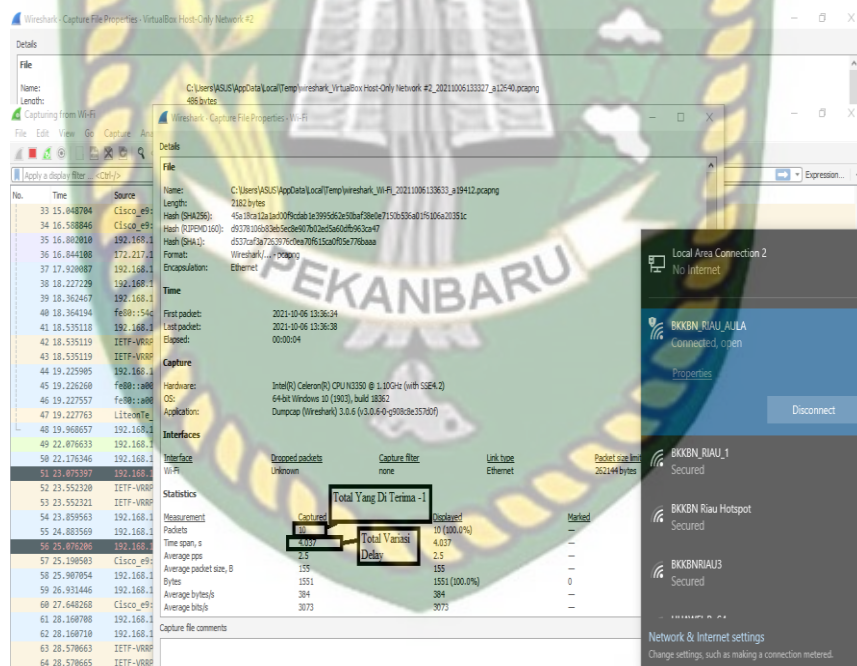 Wireshark - Capture File Properties - VirtualBox Host-Only Network #2
Details
File
Name: C:\Users\ASUS\AppData\Local\Temp\wireshark_VirtualBox Host-Only Network #2_20211006133327_a12640.pcapng
Length: 486 bytes
Capturing from Wi-Fi
File Edit View Go Capture Ana
Apply a display filter ... <Ctrl-/>
Expression...
No. Time Source
33 15.048704 Cisco_e9:
34 16.588846 Cisco_e9:
35 16.802010 192.168.1
36 16.844108 172.217.1
37 17.920087 192.168.1
38 18.227229 192.168.1
39 18.362467 192.168.1
40 18.364194 fe80::54c
41 18.535118 192.168.1
42 18.535119 IETF-VRRP
43 18.535119 IETF-VRRP
44 19.225905 192.168.1
45 19.226260 fe80::a00
46 19.227557 fe80::a00
47 19.227763 LiteonTe_
48 19.968657 192.168.1
49 22.076633 192.168.1
50 22.176346 192.168.1
51 23.075397 192.168.1
52 23.552320 IETF-VRRP
53 23.552321 IETF-VRRP
54 23.859563 192.168.1
55 24.883569 192.168.1
56 25.076206 192.168.1
57 25.190503 Cisco_e9:
58 25.907054 192.168.1
59 26.931446 192.168.1
60 27.648268 Cisco_e9:
61 28.160708 192.168.1
62 28.160710 192.168.1
63 28.570663 IETF-VRRP
64 28.570665 IETF-VRRP
Wireshark - Capture File Properties - Wi-Fi
Details
File
Name: C:\Users\ASUS\AppData\Local\Temp\wireshark_Wi-Fi_20211006133633_a19412.pcapng
Length: 2182 bytes
Hash (SHA256): 45a18ca12a1ad00f9cdab1e3995d62e50baf38e0e7150b536a01f6106a20351c
Hash (RIPEMD160): d9378106b83eb5ec8e907b02ed5a60dfb963ca47
Hash (SHA1): d537caf3a7263976c0ea70f615ca0f05e776baaa
Format: Wireshark/... - pcapng
Encapsulation: Ethernet
PEKANBARU
Time
First packet: 2021-10-06 13:36:34
Last packet: 2021-10-06 13:36:38
Elapsed: 00:00:04
Capture
Hardware: Intel(R) Celeron(R) CPU N3350 @ 1.10GHz (with SSE4.2)
OS: 64-bit Windows 10 (1903), build 18362
Application: Dumpcap (Wireshark) 3.0.6 (v3.0.6-0-g908c8e357d0f)
Interfaces
Interface Dropped packets Capture filter Link type Packet size limit
Wi-Fi Unknown none Ethernet 262144 bytes
Statistics
Total Yang Di Terima -1
Measurement Captured Displayed Marked
Packets 10 10 (100.0%) —
Time span, s 4.037 4.037 —
Total Variasi
Delay
Average pps 2.5 2.5 —
Average packet size, B 155 155 —
Bytes 1551 1551 (100.0%) 0
Average bytes/s 384 384 —
Average bits/s 3073 3073 —
Capture file comments
Local Area Connection 2
No Internet
BKKBN_RIAU_AULA
Connected, open
Properties
Disconnect
BKKBN_RIAU_1
Secured
BKKBN Riau Hotspot
Secured
BKKBNRIAU3
Secured
Network & Internet settings
Change settings, such as making a connection metered.